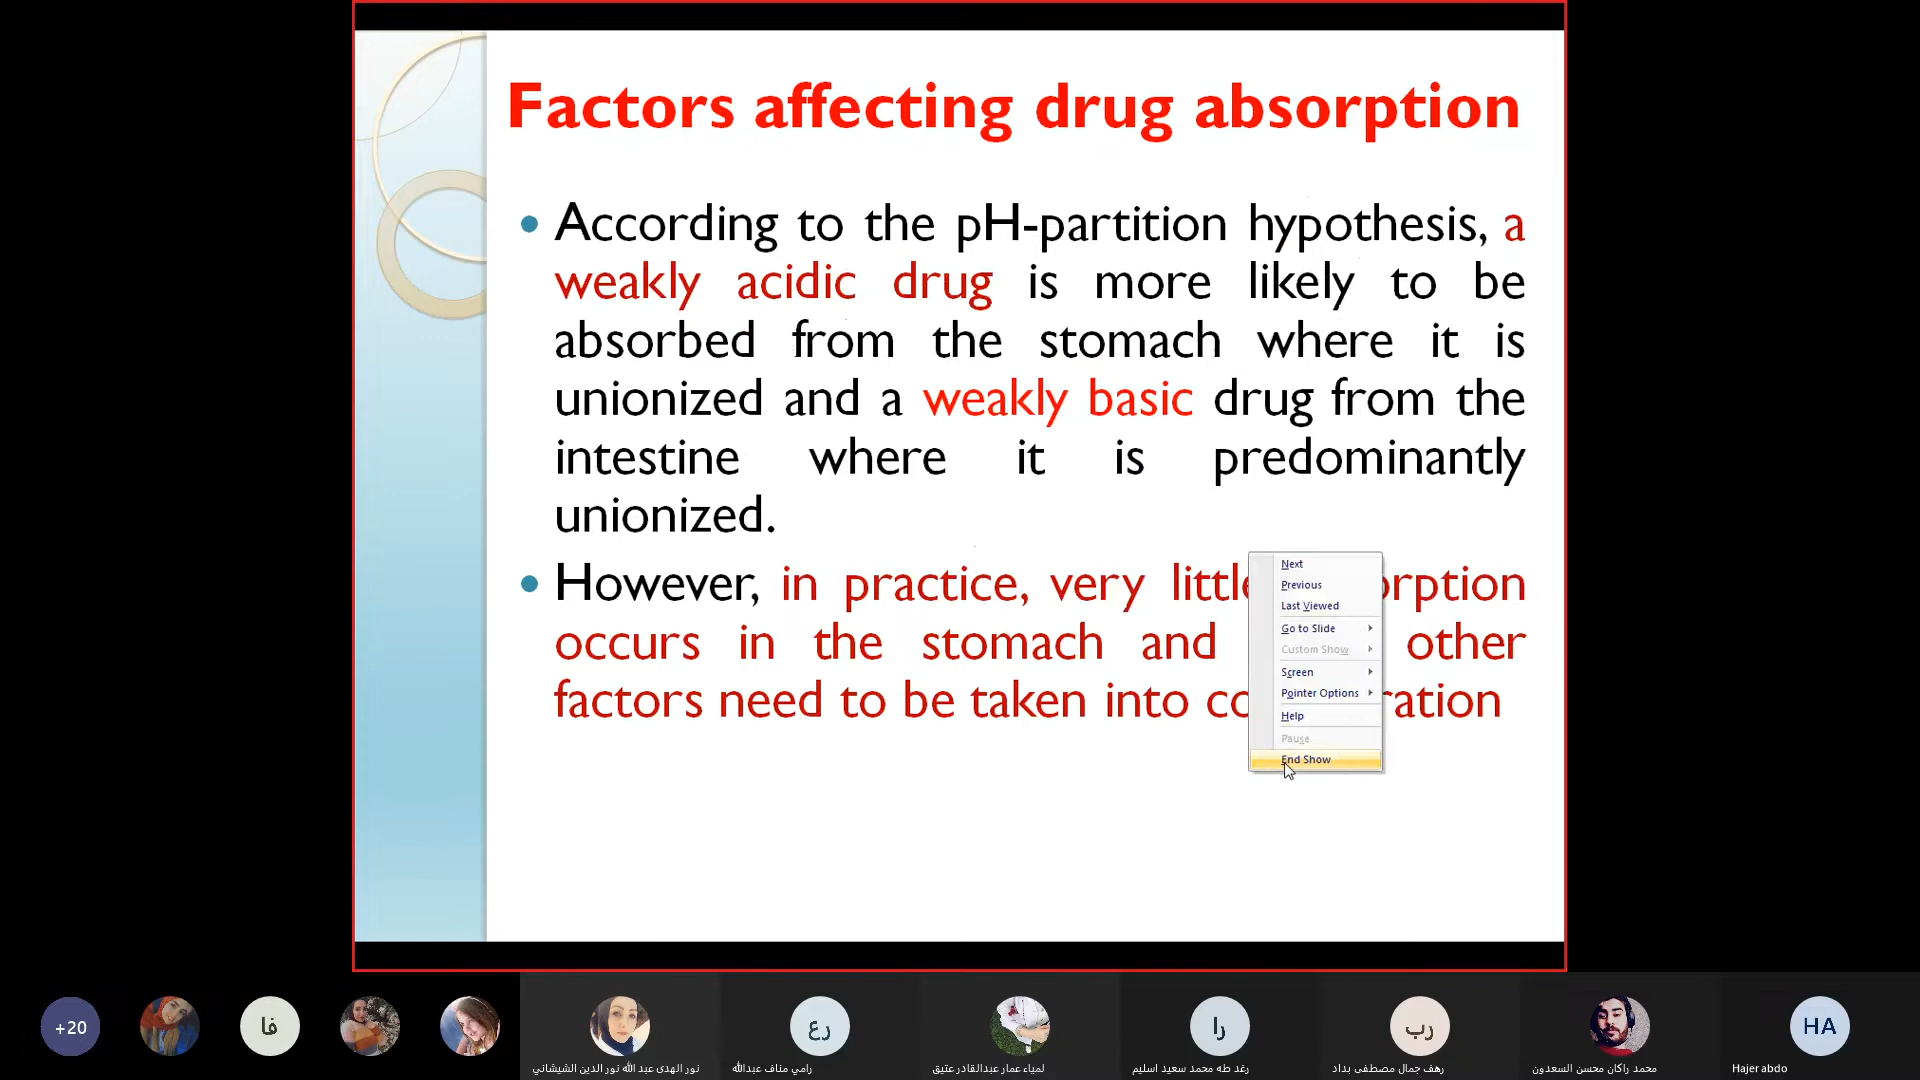 Factors affecting drug absorption
According to the pH-partition hypothesis, a
weakly acidic drug is more likely to be
absorbed from the stomach where it is
unionized and a weakly basic drug from the
intestine where it is predominantly
unionized.
However, in practice, very little
occurs in the stomach and other
factors need to be taken into
Next
Previous
Last Viewed
Go to Slide
Custom Show
Screen
Pointer Options
Help
Pause
End Show
+20
فا
رع
را
رب
HA
نور الهدى عبد الله نور الدين الشيشاني
رامي مناف عبدالله
لمياء عمار عبدالقادر عتيق
رغد طه محمد سعيد اسليم
رهف جمال مصطفى بداد
محمد راكان محسن السعدون
Hajer abdo